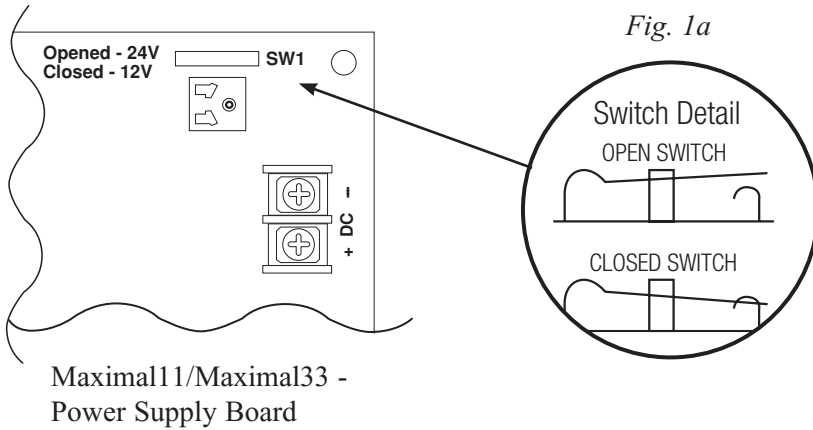 Fig. 1a
Opened - 24V
Closed - 12V
SW1
- DC +
Switch Detail
OPEN SWITCH
CLOSED SWITCH
Maximal11/Maximal33 -
Power Supply Board